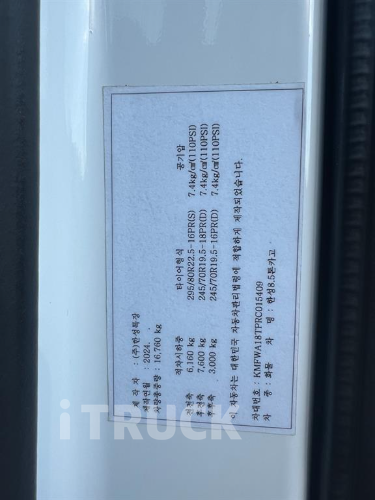 제 작 자 : (주)한성특장
제작연월 : 2024.
차량총중량 : 16,760 kg
적차시하중 타이어형식 공기압
전전축 6,160 kg 295/80R22.5-16PR(S) 7.4kg/㎠(110PSI)
후전축 7,600 kg 245/70R19.5-18PR(D) 7.4kg/㎠(110PSI)
후후축 3,000 kg 245/70R19.5-16PR(D) 7.4kg/㎠(110PSI)
이 자동차는 대한민국 자동차관리법령에 적합하게 제작되었습니다.
차대번호 : KMFWA18TPRC015409
차 종 : 화물 차 명 : 한성8.5톤카고
iTRUCK